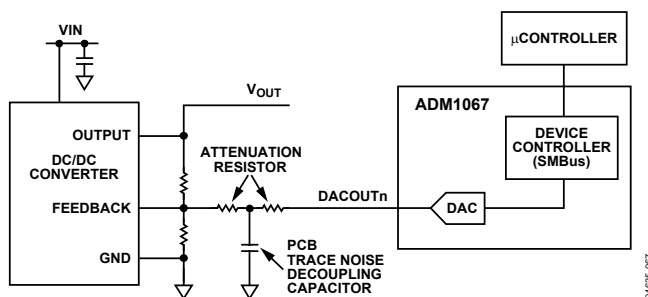 VIN
µCONTROLLER
VOUT
ADM1067
OUTPUT
DC/DC
CONVERTER
ATTENUATION
RESISTOR
DEVICE
CONTROLLER
(SMBus)
FEEDBACK
DACOUTn
DAC
GND
PCB
TRACE NOISE
DECOUPLING
CAPACITOR